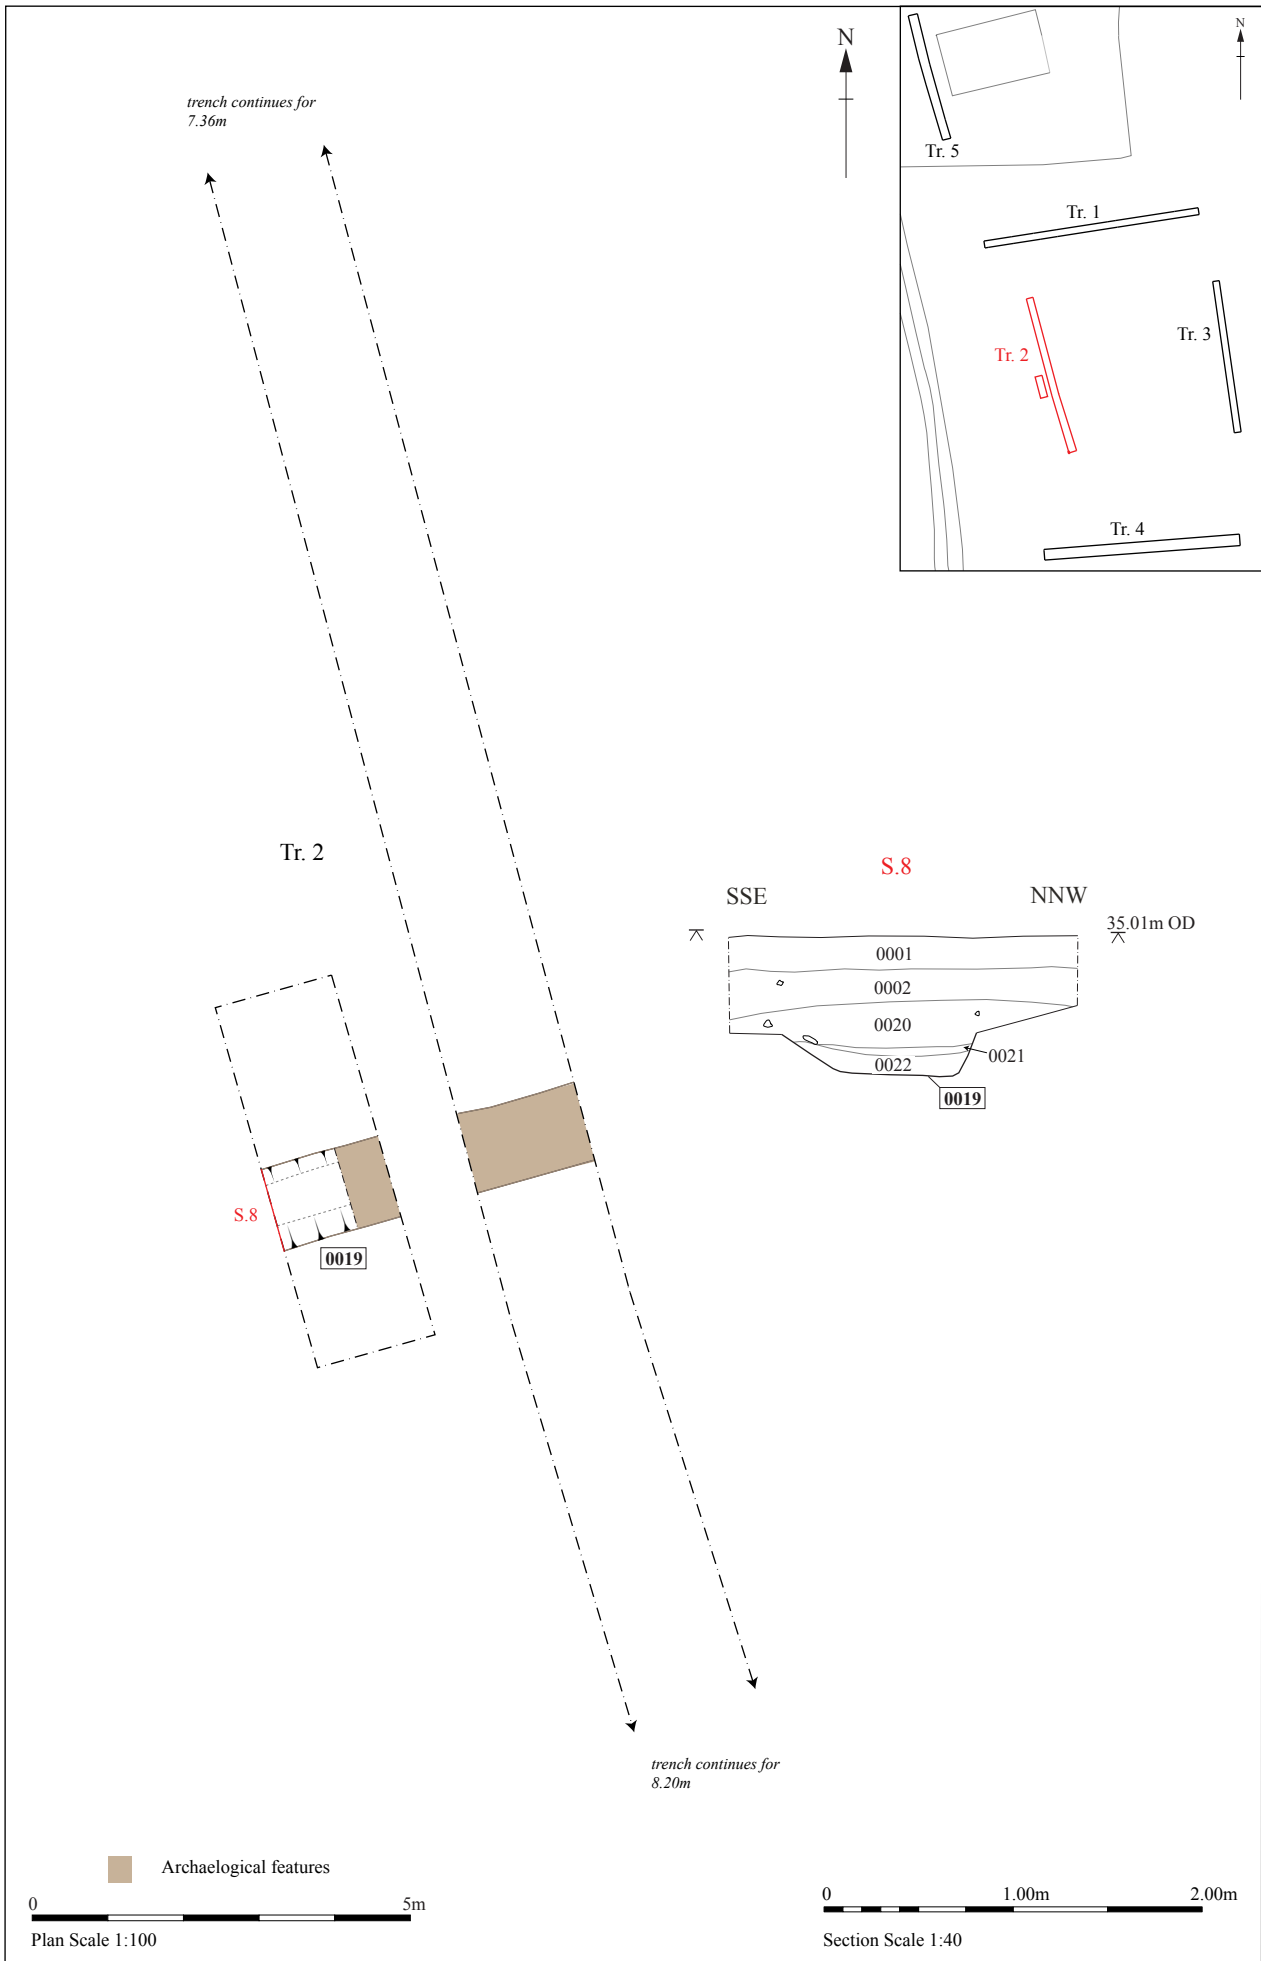 N
N
trench continues for
7.36m
Tr. 5
Tr. 1
Tr. 3
Tr. 2
Tr. 4
Tr. 2
S.8
SSE
NNW
35.01m OD
0001
0002
0020
0021
0022
0019
S.8
0019
trench continues for
8.20m
Archaelogical features
0
5m
Plan Scale 1:100
0
1.00m
2.00m
Section Scale 1:40